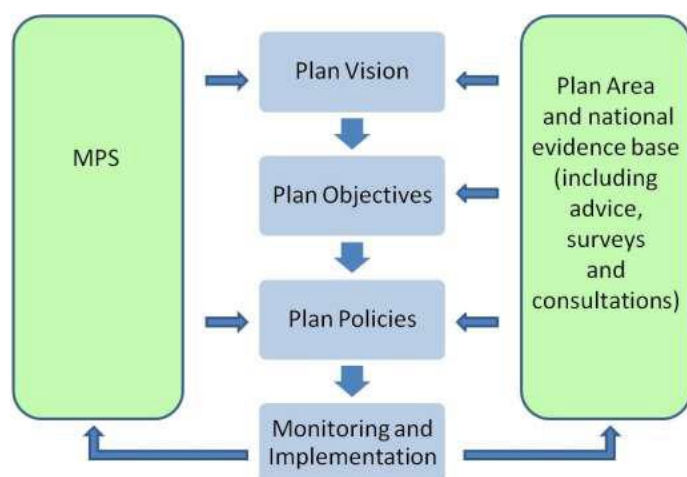 MPS
Plan Vision
Plan Objectives
Plan Policies
Monitoring and
Implementation
Plan Area
and national
evidence base
(including
advice,
surveys
and
consultations)